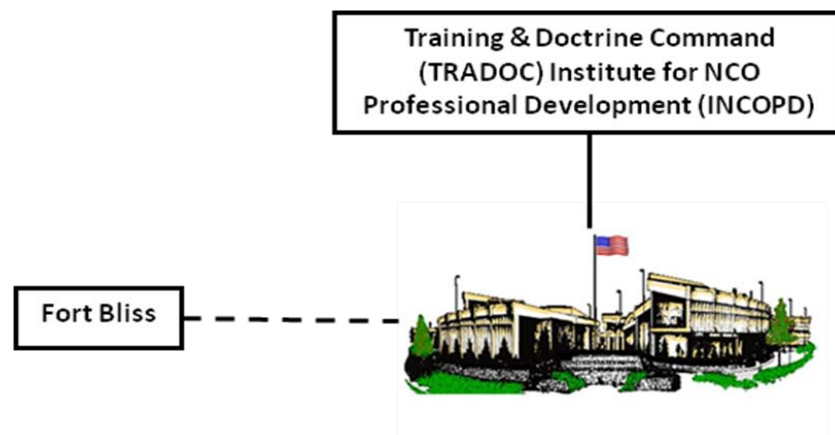 Training & Doctrine Command
(TRADOC) Institute for NCO
Professional Development (INCOPD)
Fort Bliss